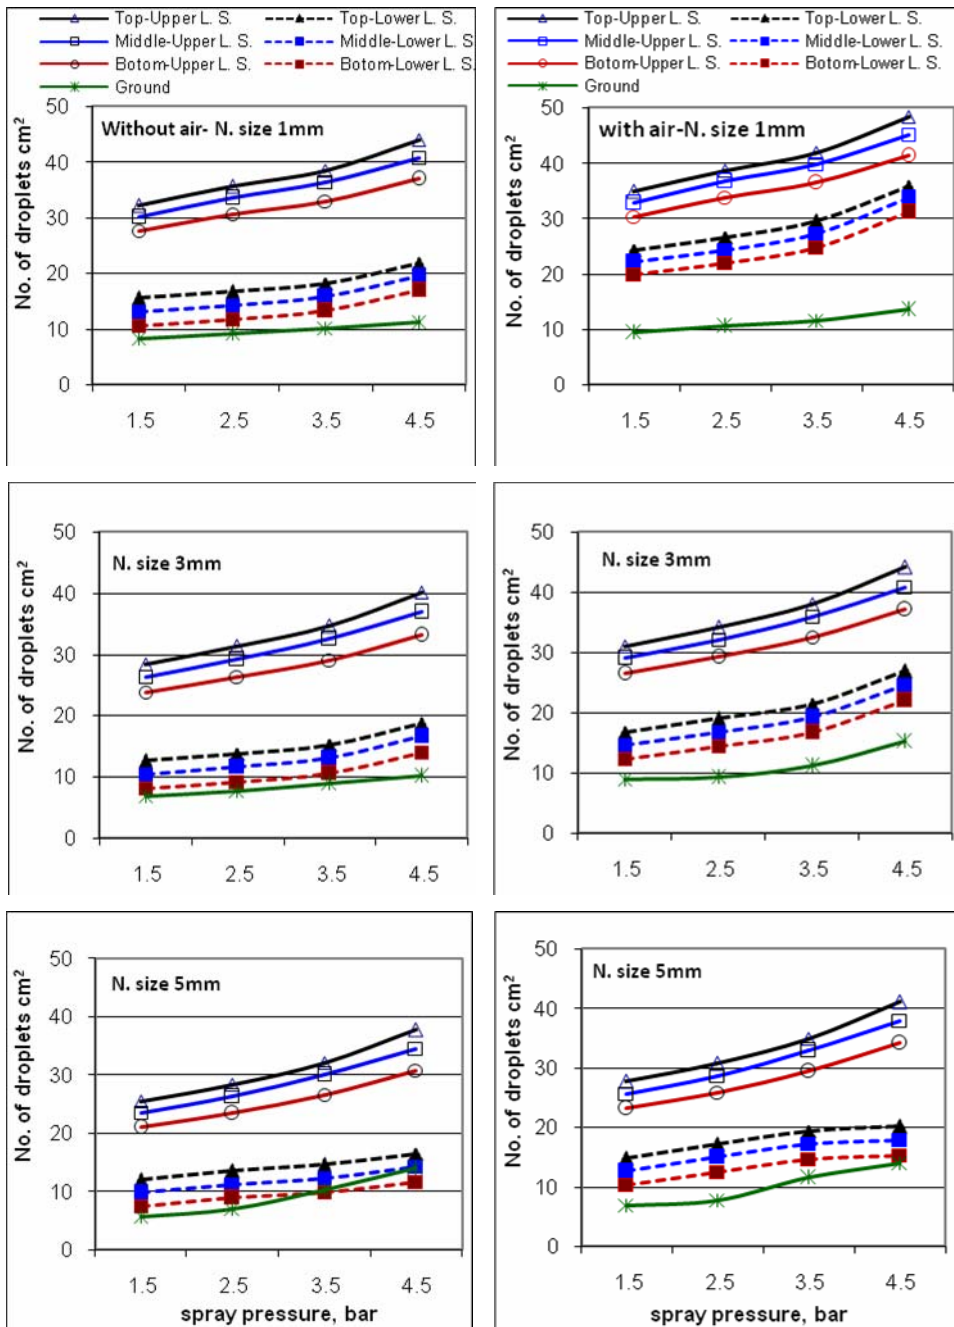 Top-Upper L. S.
Top-Lower L. S.
Middle-Upper L. S.
Middle-Lower L. S.
Botom-Upper L. S.
Botom-Lower L.S.
Ground
No. of droplets cm²
50
40
30
20
10
0
Without air- N. size 1mm
1.5 2.5 3.5 4.5
Top-Upper L. S.
Top-Lower L. S.
Middle-Upper L. S.
Middle-Lower L. S.
Botom-Upper L. S.
Botom-Lower L. S.
Ground
No. of droplets cm²
50
40
30
20
10
0
with air-N. size 1mm
1.5 2.5 3.5 4.5
No. of droplets cm²
50
40
30
20
10
0
N. size 3mm
1.5 2.5 3.5 4.5
No. of droplets cm²
50
40
30
20
10
0
N. size 3mm
1.5 2.5 3.5 4.5
No. of droplets cm²
50
40
30
20
10
0
N. size 5mm
1.5 2.5 3.5 4.5
spray pressure, bar
No. of droplets cm²
50
40
30
20
10
0
N. size 5mm
1.5 2.5 3.5 4.5
spray pressure, bar